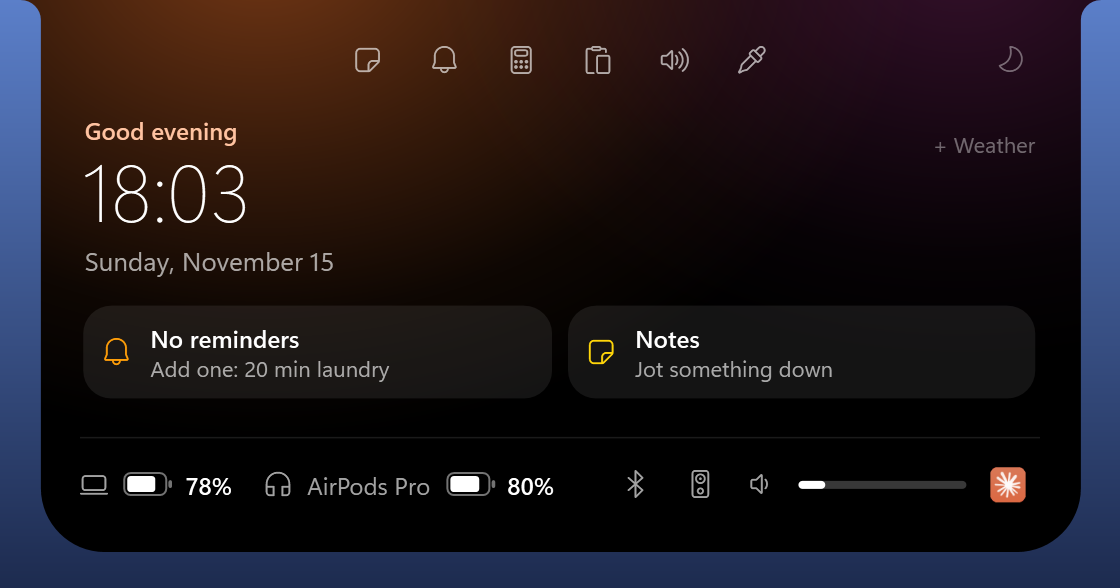 Good evening
+ Weather
18:03
Sunday, November 15
No reminders
Add one: 20 min laundry
Notes
Jot something down
78%
AirPods Pro
80%